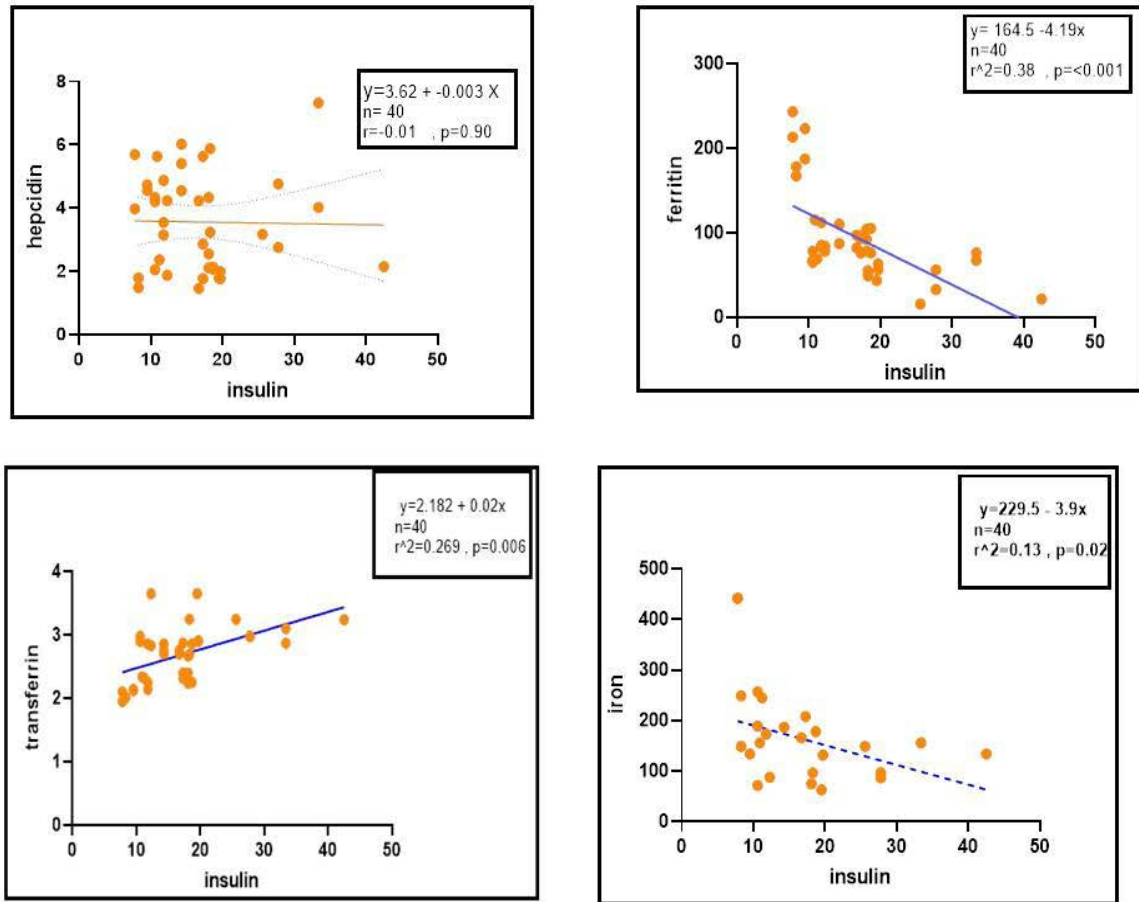 y=3.62 + -0.003 X
n= 40
r=-0.01 , p=0.90
8
6
4
2
0
hepcidin
0 10 20 30 40 50
insulin
y= 164.5 -4.19x
n=40
r^2=0.38 , p=<0.001
300
200
100
0
ferritin
0 10 20 30 40 50
insulin
y=2.182 + 0.02x
n=40
r^2=0.269 , p=0.006
4
3
2
1
0
transferrin
0 10 20 30 40 50
insulin
y=229.5 - 3.9x
n=40
r^2=0.13 , p=0.02
500
400
300
200
100
0
iron
0 10 20 30 40 50
insulin